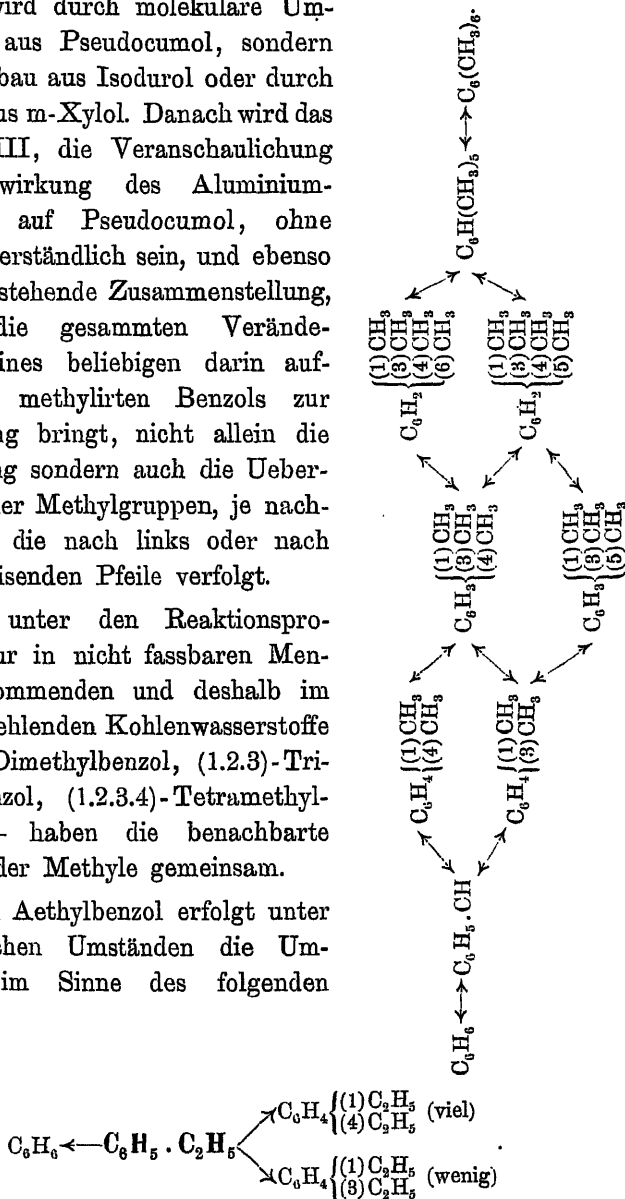 wird durch molekulare Um-
aus Pseudocumol, sondern
bau aus Isodurol oder durch
us m-Xylol. Danach wird das
III, die Veranschaulichung
wirkung des Aluminium-
auf Pseudocumol, ohne
erständlich sein, und ebenso
stehende Zusammenstellung,
die gesammten Verände-
ines beliebigen darin auf-
methylirten Benzols zur
ng bringt, nicht allein die
ng sondern auch die Ueber-
er Methylgruppen, je nach-
die nach links oder nach
isenden Pfeile verfolgt.
unter den Reaktionspro-
ur in nicht fassbaren Men-
ommenden und deshalb im
ehlenden Kohlenwasserstoffe
Dimethylbenzol, (1.2.3)-Tri-
nzol, (1.2.3.4)-Tetramethyl-
– haben die benachbarte
der Methyle gemeinsam.
Aethylbenzol erfolgt unter
chen Umständen die Um-
im Sinne des folgenden
C₆H₆ ⟷ C₆H₅.CH
C₆H₄ {(1)CH₃
(4)CH₃
C₆H₄ {(1)CH₃
(3)CH₃
C₆H₃ {(1)CH₃
(3)CH₃
(4)CH₃
C₆H₃ {(1)CH₃
(3)CH₃
(5)CH₃
C₆H₂ {(1)CH₃
(3)CH₃
(4)CH₃
(6)CH₃
C₆H₂ {(1)CH₃
(3)CH₃
(4)CH₃
(5)CH₃
C₆H(CH₃)₅ ⟷ C₆(CH₃)₆.
C₆H₄ {(1)C₂H₅
(4)C₂H₅ (viel)
C₆H₆ ⟵ C₆H₅.C₂H₅
C₆H₄ {(1)C₂H₅
(3)C₂H₅ (wenig)